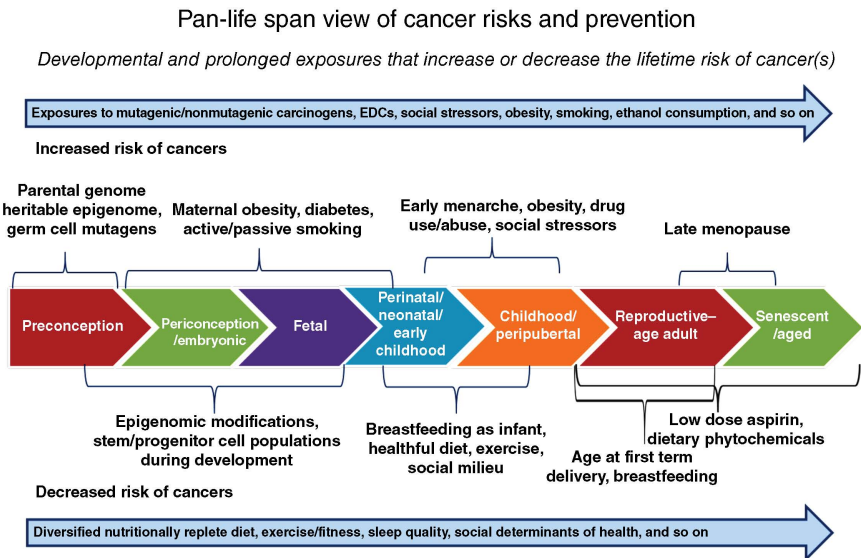 Pan-life span view of cancer risks and prevention
Developmental and prolonged exposures that increase or decrease the lifetime risk of cancer(s)
Exposures to mutagenic/nonmutagenic carcinogens, EDCs, social stressors, obesity, smoking, ethanol consumption, and so on
Increased risk of cancers
Parental genome
heritable epigenome,
germ cell mutagens
Maternal obesity, diabetes,
active/passive smoking
Early menarche, obesity, drug
use/abuse, social stressors
Late menopause
Preconception
Periconception
/embryonic
Fetal
Perinatal/
neonatal/
early
childhood
Childhood/
peripubertal
Reproductive–
age adult
Senescent
/aged
Epigenomic modifications,
stem/progenitor cell populations
during development
Breastfeeding as infant,
healthful diet, exercise,
social milieu
Age at first term
delivery, breastfeeding
Low dose aspirin,
dietary phytochemicals
Decreased risk of cancers
Diversified nutritionally replete diet, exercise/fitness, sleep quality, social determinants of health, and so on